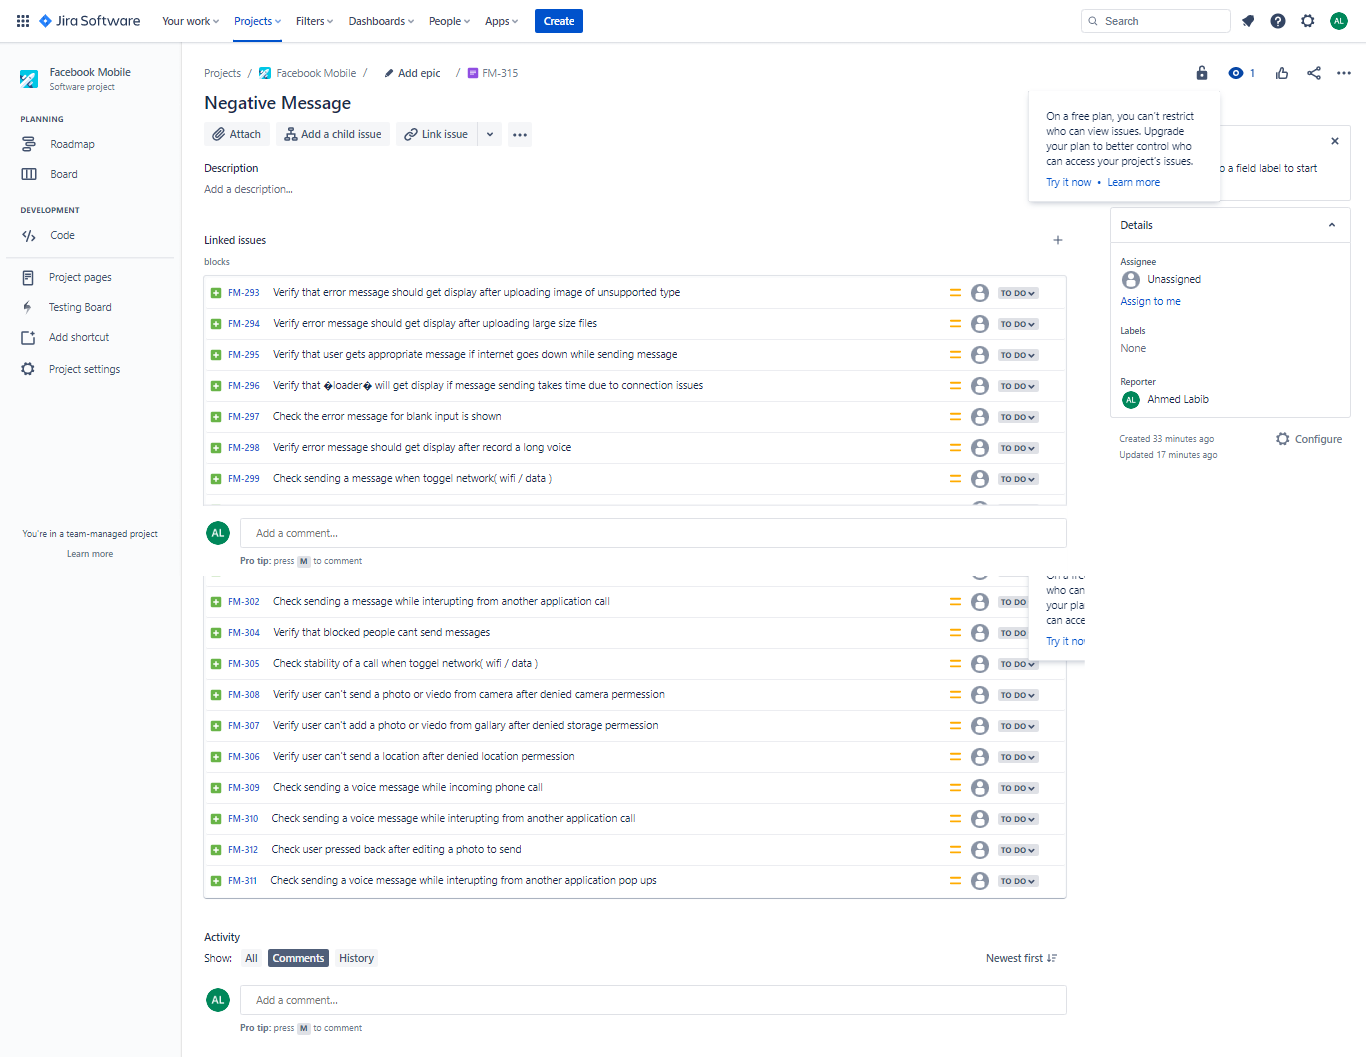 Jira Software
Your work
Projects
Filters
Dashboards
People
Apps
Create
Search
AL
Facebook Mobile
Software project
PLANNING
Roadmap
Board
DEVELOPMENT
Code
Project pages
Testing Board
Add shortcut
Project settings
You're in a team-managed project
Learn more
Projects / Facebook Mobile / Add epic / FM-315
1
Negative Message
Attach
Add a child issue
Link issue
Description
Add a description...
On a free plan, you can't restrict
who can view issues. Upgrade
your plan to better control who
can access your project's issues.
Try it now • Learn more
o a field label to start
Details
Assignee
Unassigned
Assign to me
Labels
None
Reporter
AL Ahmed Labib
Created 33 minutes ago
Updated 17 minutes ago
Configure
Linked issues
blocks
FM-293 Verify that error message should get display after uploading image of unsupported type TO DO
FM-294 Verify error message should get display after uploading large size files TO DO
FM-295 Verify that user gets appropriate message if internet goes down while sending message TO DO
FM-296 Verify that �loader� will get display if message sending takes time due to connection issues TO DO
FM-297 Check the error message for blank input is shown TO DO
FM-298 Verify error message should get display after record a long voice TO DO
FM-299 Check sending a message when toggel network( wifi / data ) TO DO
AL Add a comment...
Pro tip: press M to comment
On a free
who can
your pla
can acce
Try it no
FM-302 Check sending a message while interupting from another application call TO DO
FM-304 Verify that blocked people cant send messages TO DO
FM-305 Check stability of a call when toggel network( wifi / data ) TO DO
FM-308 Verify user can't send a photo or viedo from camera after denied camera permession TO DO
FM-307 Verify user can't add a photo or viedo from gallary after denied storage permession TO DO
FM-306 Verify user can't send a location after denied location permession TO DO
FM-309 Check sending a voice message while incoming phone call TO DO
FM-310 Check sending a voice message while interupting from another application call TO DO
FM-312 Check user pressed back after editing a photo to send TO DO
FM-311 Check sending a voice message while interupting from another application pop ups TO DO
Activity
Show: All Comments History
Newest first
AL Add a comment...
Pro tip: press M to comment